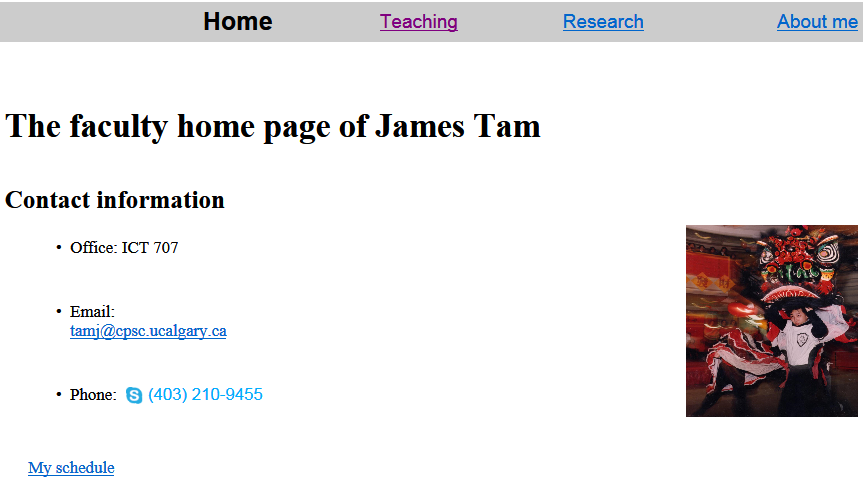 Home Teaching Research About me
The faculty home page of James Tam
Contact information
• Office: ICT 707
• Email:
tamj@cpsc.ucalgary.ca
• Phone: (403) 210-9455
My schedule